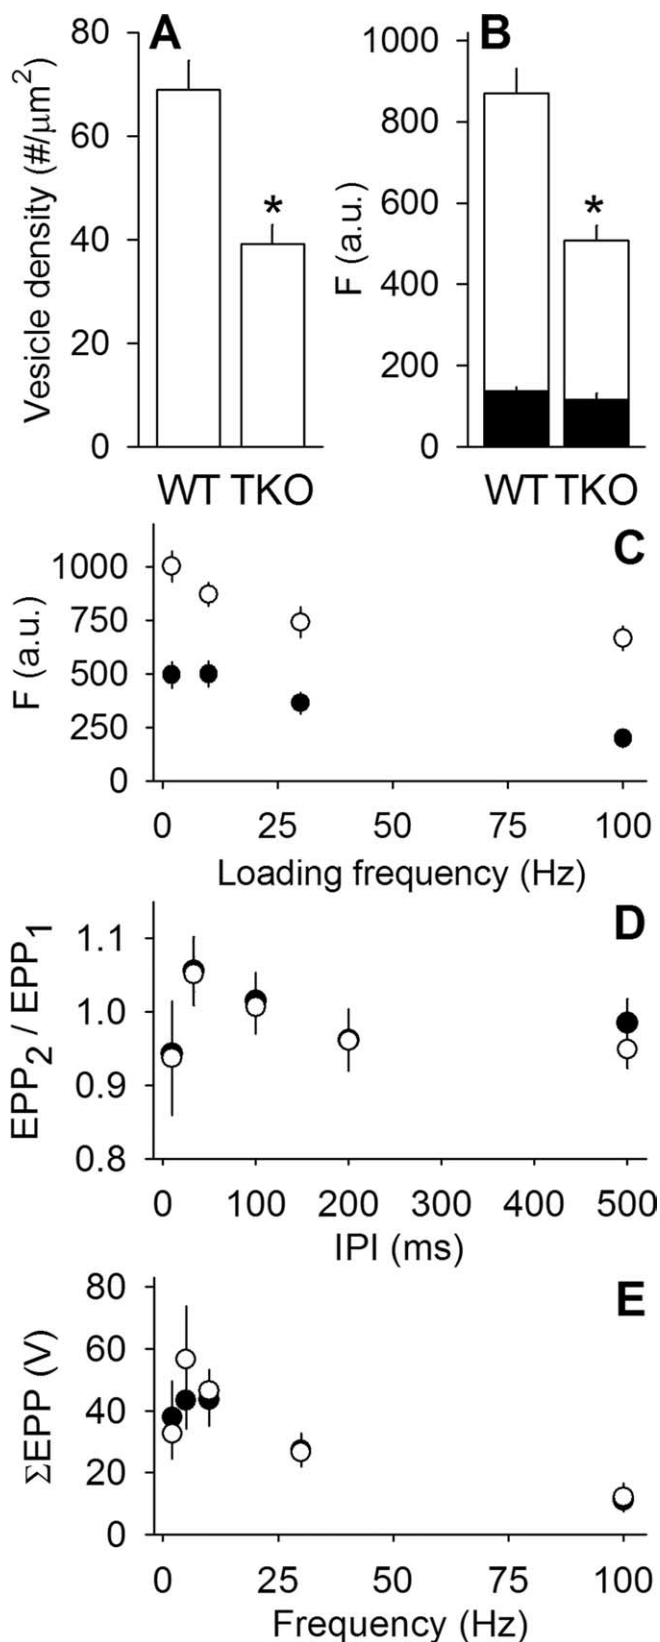 A
Vesicle density (#/μm2)
80
60
40
20
0
*
WT TKO
B
F (a.u.)
1000
800
600
400
200
0
*
WT TKO
C
F (a.u.)
1000
750
500
250
0
0 25 50 75 100
Loading frequency (Hz)
D
EPP2 / EPP1
1.1
1.0
0.9
0.8
0 100 200 300 400 500
IPI (ms)
E
ΣEPP (V)
80
60
40
20
0
0 25 50 75 100
Frequency (Hz)